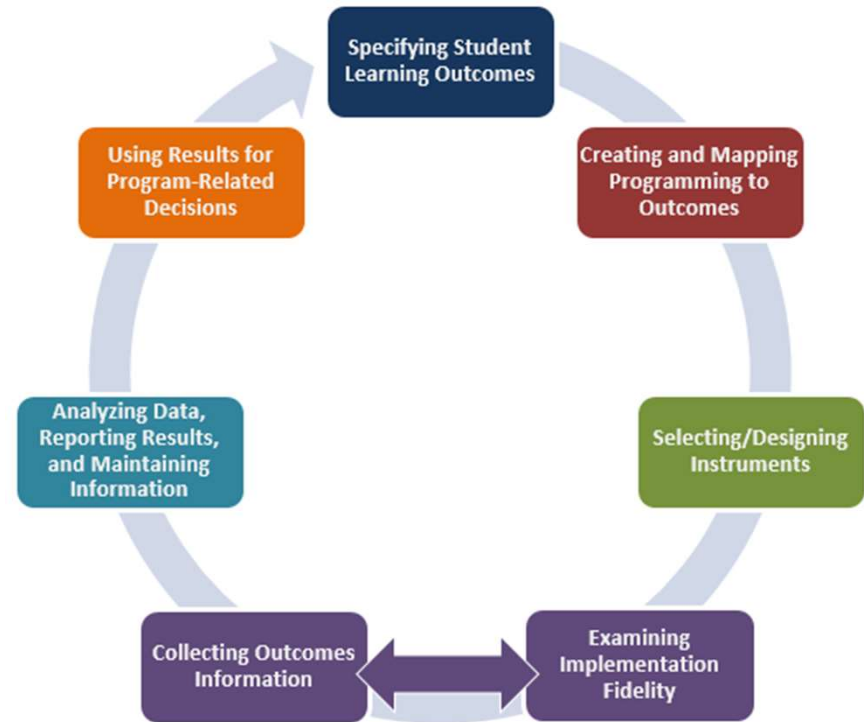 Specifying Student
Learning Outcomes
Creating and Mapping
Programming to
Outcomes
Selecting/Designing
Instruments
Examining
Implementation
Fidelity
Collecting Outcomes
Information
Analyzing Data,
Reporting Results,
and Maintaining
Information
Using Results for
Program-Related
Decisions